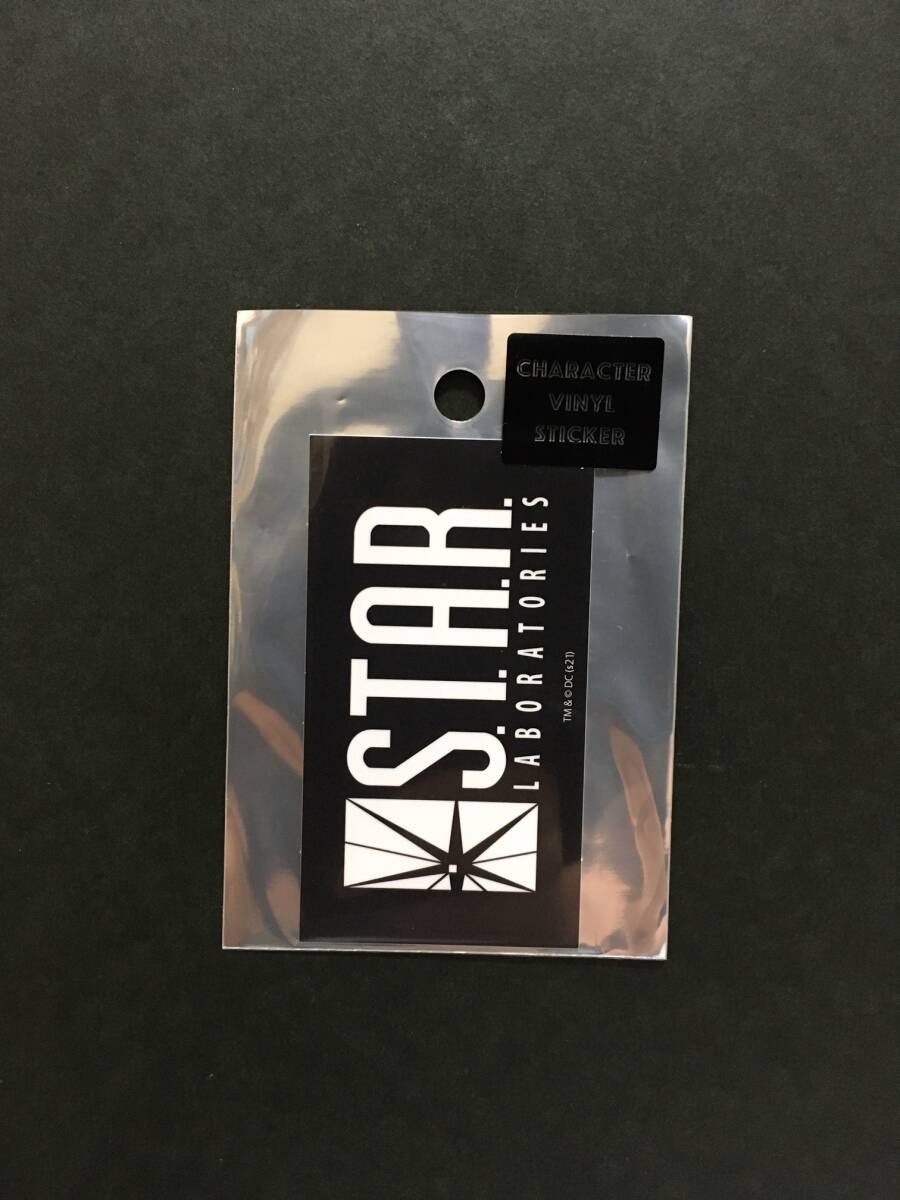 CHARACTER
VINYL
STICKER
S.T.A.R.
LABORATORIES
TM & © DC (s21)